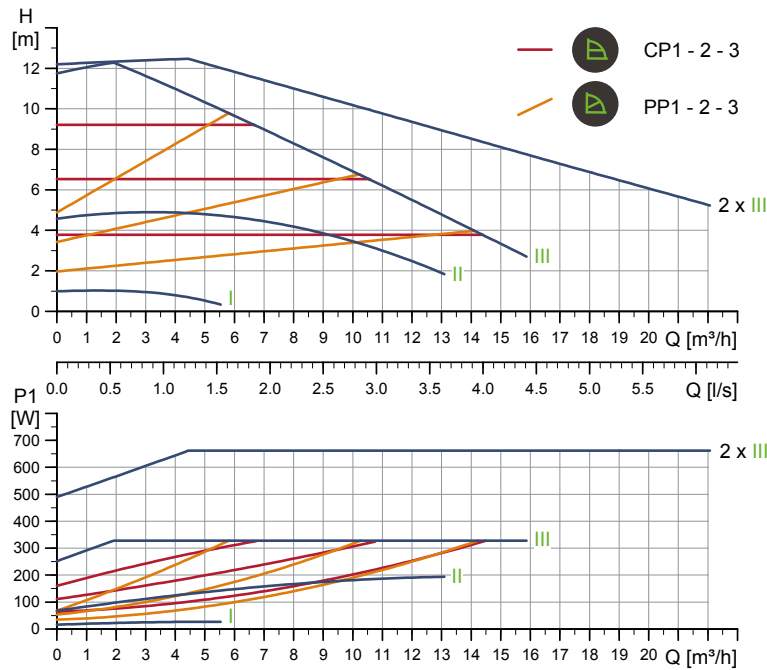 H
[m]
12
10
8
6
4
2
0
CP1 - 2 - 3
PP1 - 2 - 3
2 x III
III
II
I
0 1 2 3 4 5 6 7 8 9 10 11 12 13 14 15 16 17 18 19 20 Q [m³/h]
0.0 0.5 1.0 1.5 2.0 2.5 3.0 3.5 4.0 4.5 5.0 5.5 Q [l/s]
P1
[W]
700
600
500
400
300
200
100
0
2 x III
III
II
I
0 1 2 3 4 5 6 7 8 9 10 11 12 13 14 15 16 17 18 19 20 Q [m³/h]